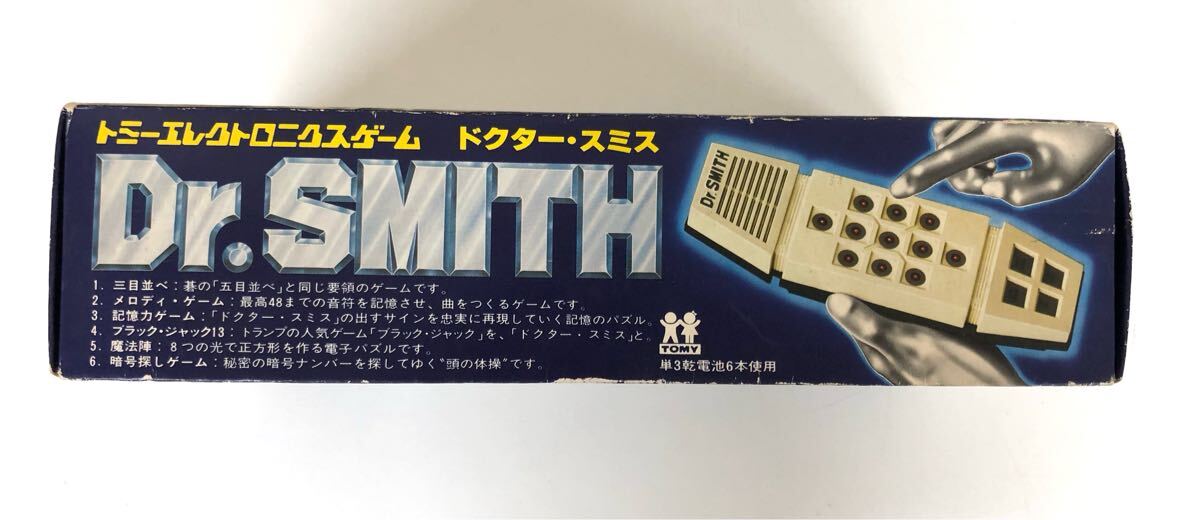 トミーエレクトロニクスゲーム ドクター・スミス
Dr.SMITH
1. 三目並べ：碁の「五目並べ」と同じ要領のゲームです。
2. メロディ・ゲーム：最高48までの音符を記憶させ、曲をつくるゲームです。
3. 記憶力ゲーム：「ドクター・スミス」の出すサインを忠実に再現していく記憶のパズル。
4. ブラック・ジャック13：トランプの人気ゲーム「ブラック・ジャック」を、「ドクター・スミス」と。
5. 魔法陣：8つの光で正方形を作る電子パズルです。
6. 暗号探しゲーム：秘密の暗号ナンバーを探してゆく“頭の体操”です。
TOMY
単3乾電池6本使用
Dr.SMITH